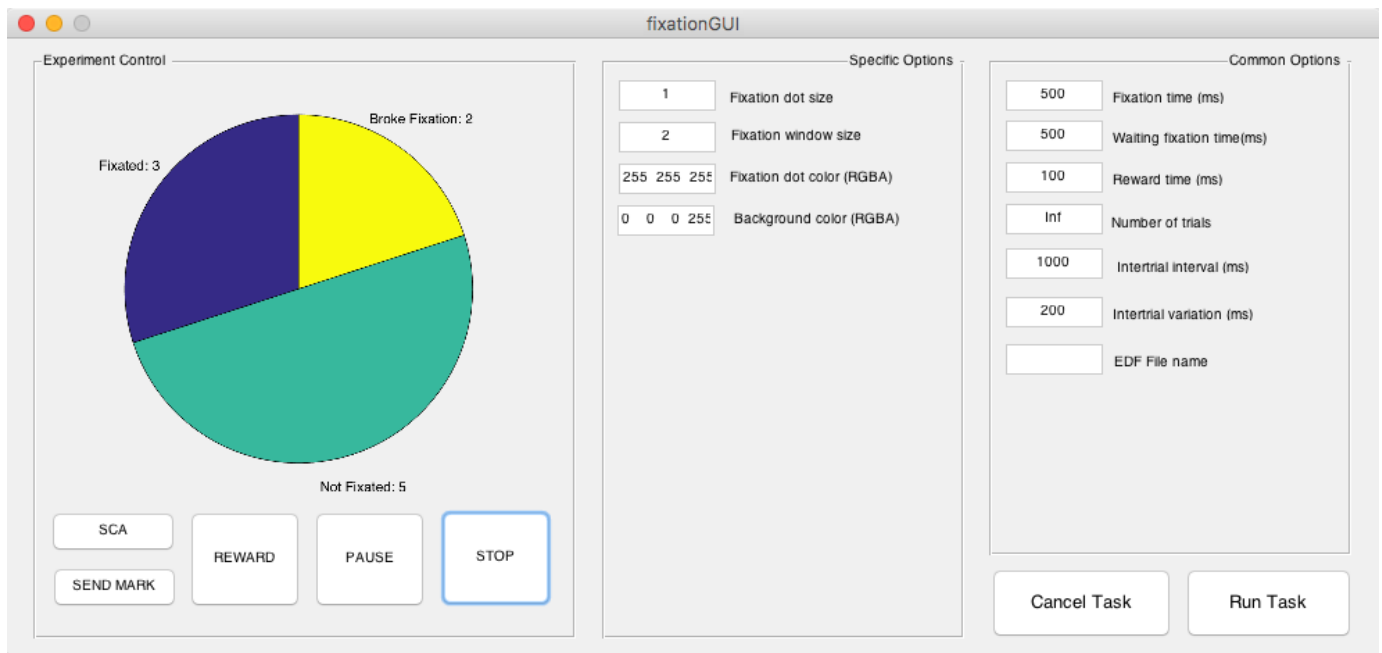 fixationGUI
Experiment Control
Broke Fixation: 2
Fixated: 3
Not Fixated: 5
SCA
SEND MARK
REWARD
PAUSE
STOP
Specific Options
1 Fixation dot size
2 Fixation window size
255 255 255 Fixation dot color (RGBA)
0 0 0 255 Background color (RGBA)
Common Options
500 Fixation time (ms)
500 Waiting fixation time(ms)
100 Reward time (ms)
Inf Number of trials
1000 Intertrial interval (ms)
200 Intertrial variation (ms)
EDF File name
Cancel Task
Run Task